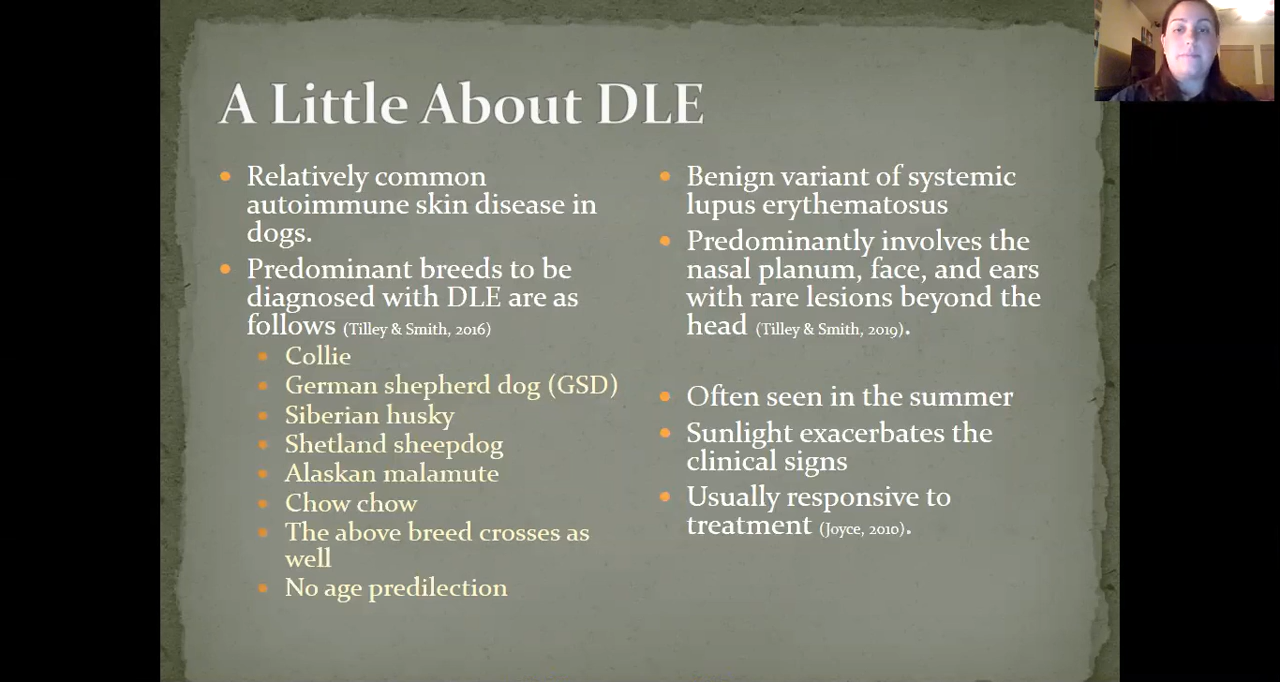 A Little About DLE
Relatively common
autoimmune skin disease in
dogs.
Predominant breeds to be
diagnosed with DLE are as
follows (Tilley & Smith, 2016)
Collie
German shepherd dog (GSD)
Siberian husky
Shetland sheepdog
Alaskan malamute
Chow chow
The above breed crosses as
well
No age predilection
Benign variant of systemic
lupus erythematosus
Predominantly involves the
nasal planum, face, and ears
with rare lesions beyond the
head (Tilley & Smith, 2019).
Often seen in the summer
Sunlight exacerbates the
clinical signs
Usually responsive to
treatment (Joyce, 2010).